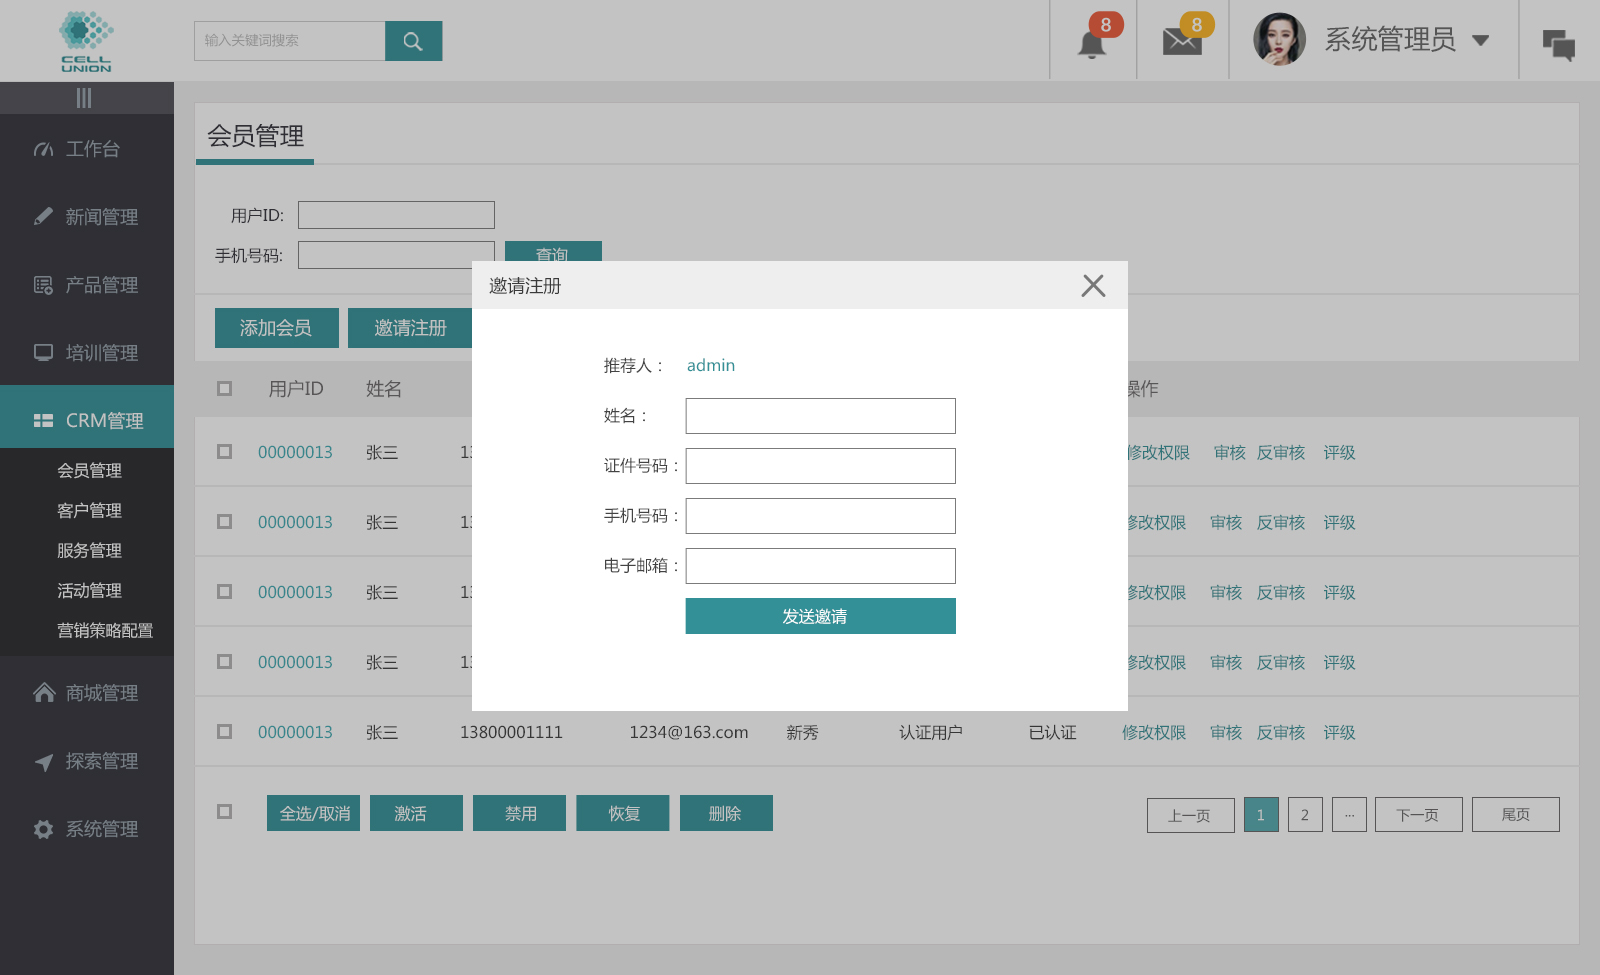 CELL
UNION
输入关键词搜索
8
8
系统管理员
工作台
新闻管理
产品管理
培训管理
CRM管理
会员管理
客户管理
服务管理
活动管理
营销策略配置
商城管理
探索管理
系统管理
会员管理
用户ID:
手机号码:
查询
添加会员 邀请注册
用户ID 姓名 操作
00000013 张三 13 修改权限 审核 反审核 评级
00000013 张三 13 修改权限 审核 反审核 评级
00000013 张三 13 修改权限 审核 反审核 评级
00000013 张三 13 修改权限 审核 反审核 评级
00000013 张三 13800001111 1234@163.com 新秀 认证用户 已认证 修改权限 审核 反审核 评级
全选/取消 激活 禁用 恢复 删除
上一页 1 2 ... 下一页 尾页
邀请注册
推荐人： admin
姓名：
证件号码：
手机号码：
电子邮箱：
发送邀请